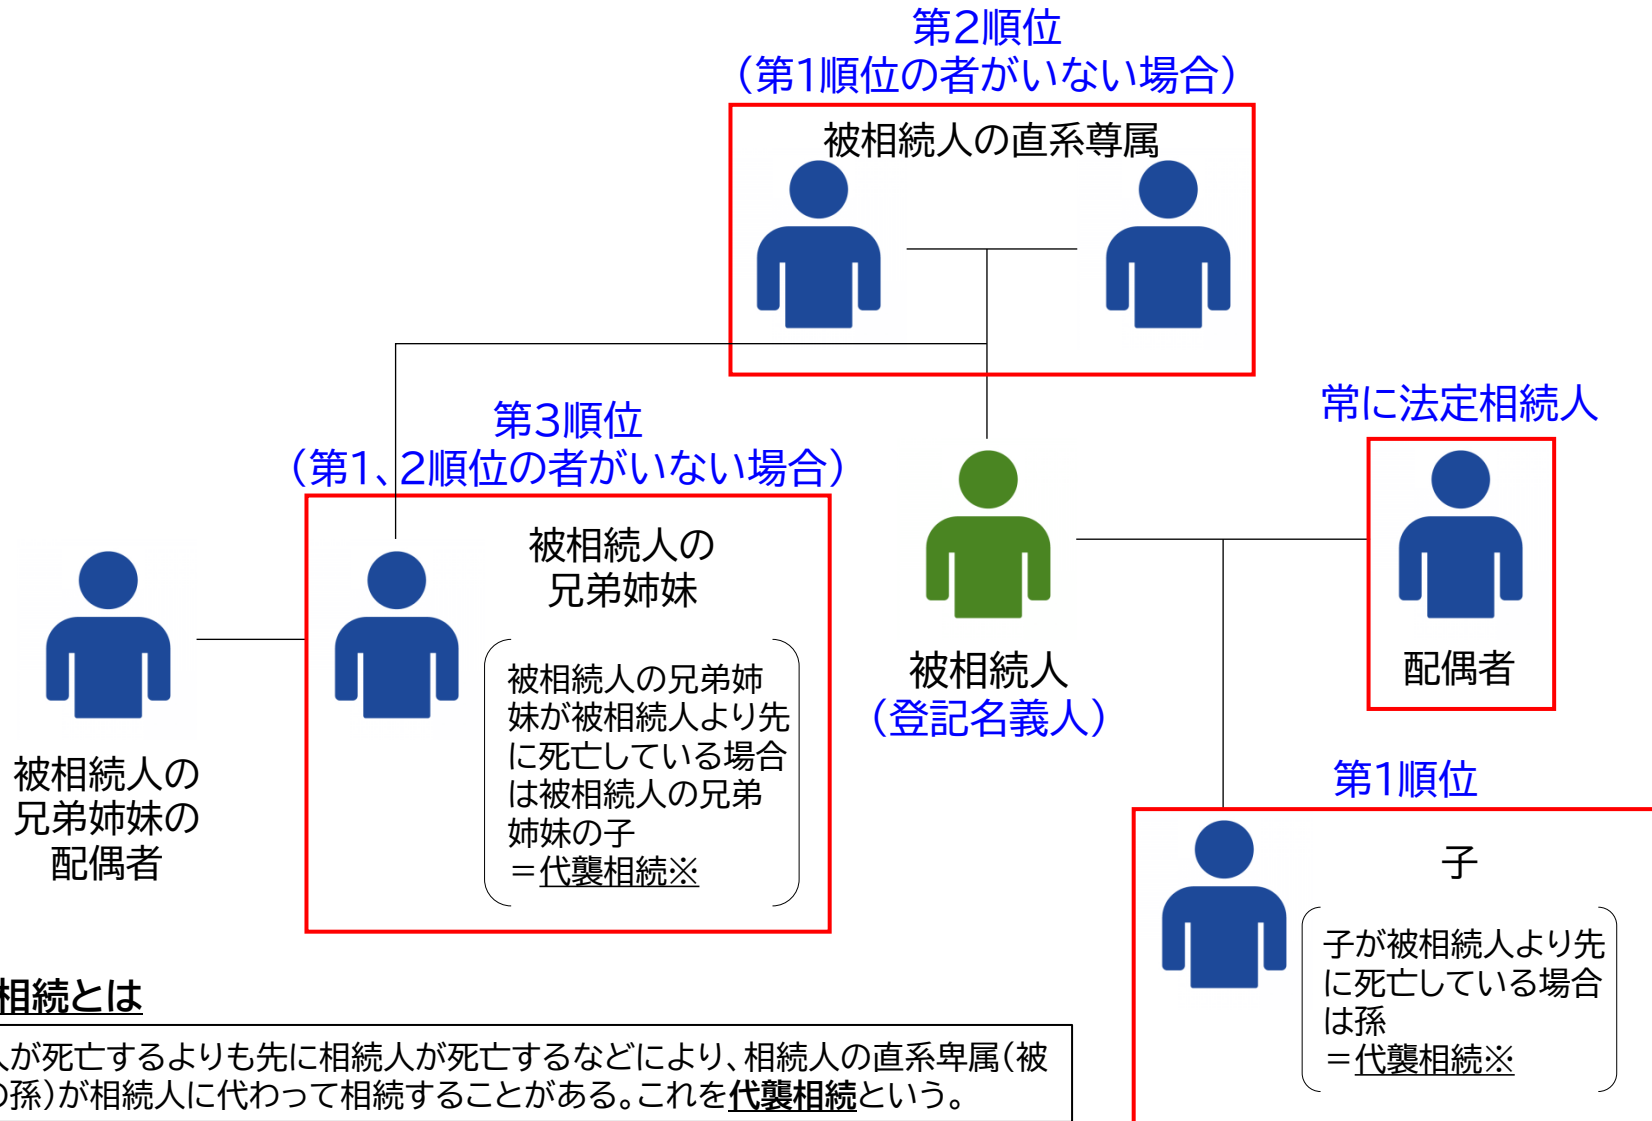 第2順位
（第1順位の者がいない場合）
被相続人の直系尊属
常に法定相続人
第3順位
（第1、2順位の者がいない場合）
被相続人の
兄弟姉妹
被相続人の兄弟姉
妹が被相続人より先
に死亡している場合
は被相続人の兄弟
姉妹の子
＝代襲相続※
被相続人
（登記名義人）
配偶者
被相続人の
兄弟姉妹の
配偶者
第1順位
子
子が被相続人より先
に死亡している場合
は孫
＝代襲相続※
相続とは
人が死亡するよりも先に相続人が死亡するなどにより、相続人の直系卑属（被
の孫）が相続人に代わって相続することがある。これを代襲相続という。